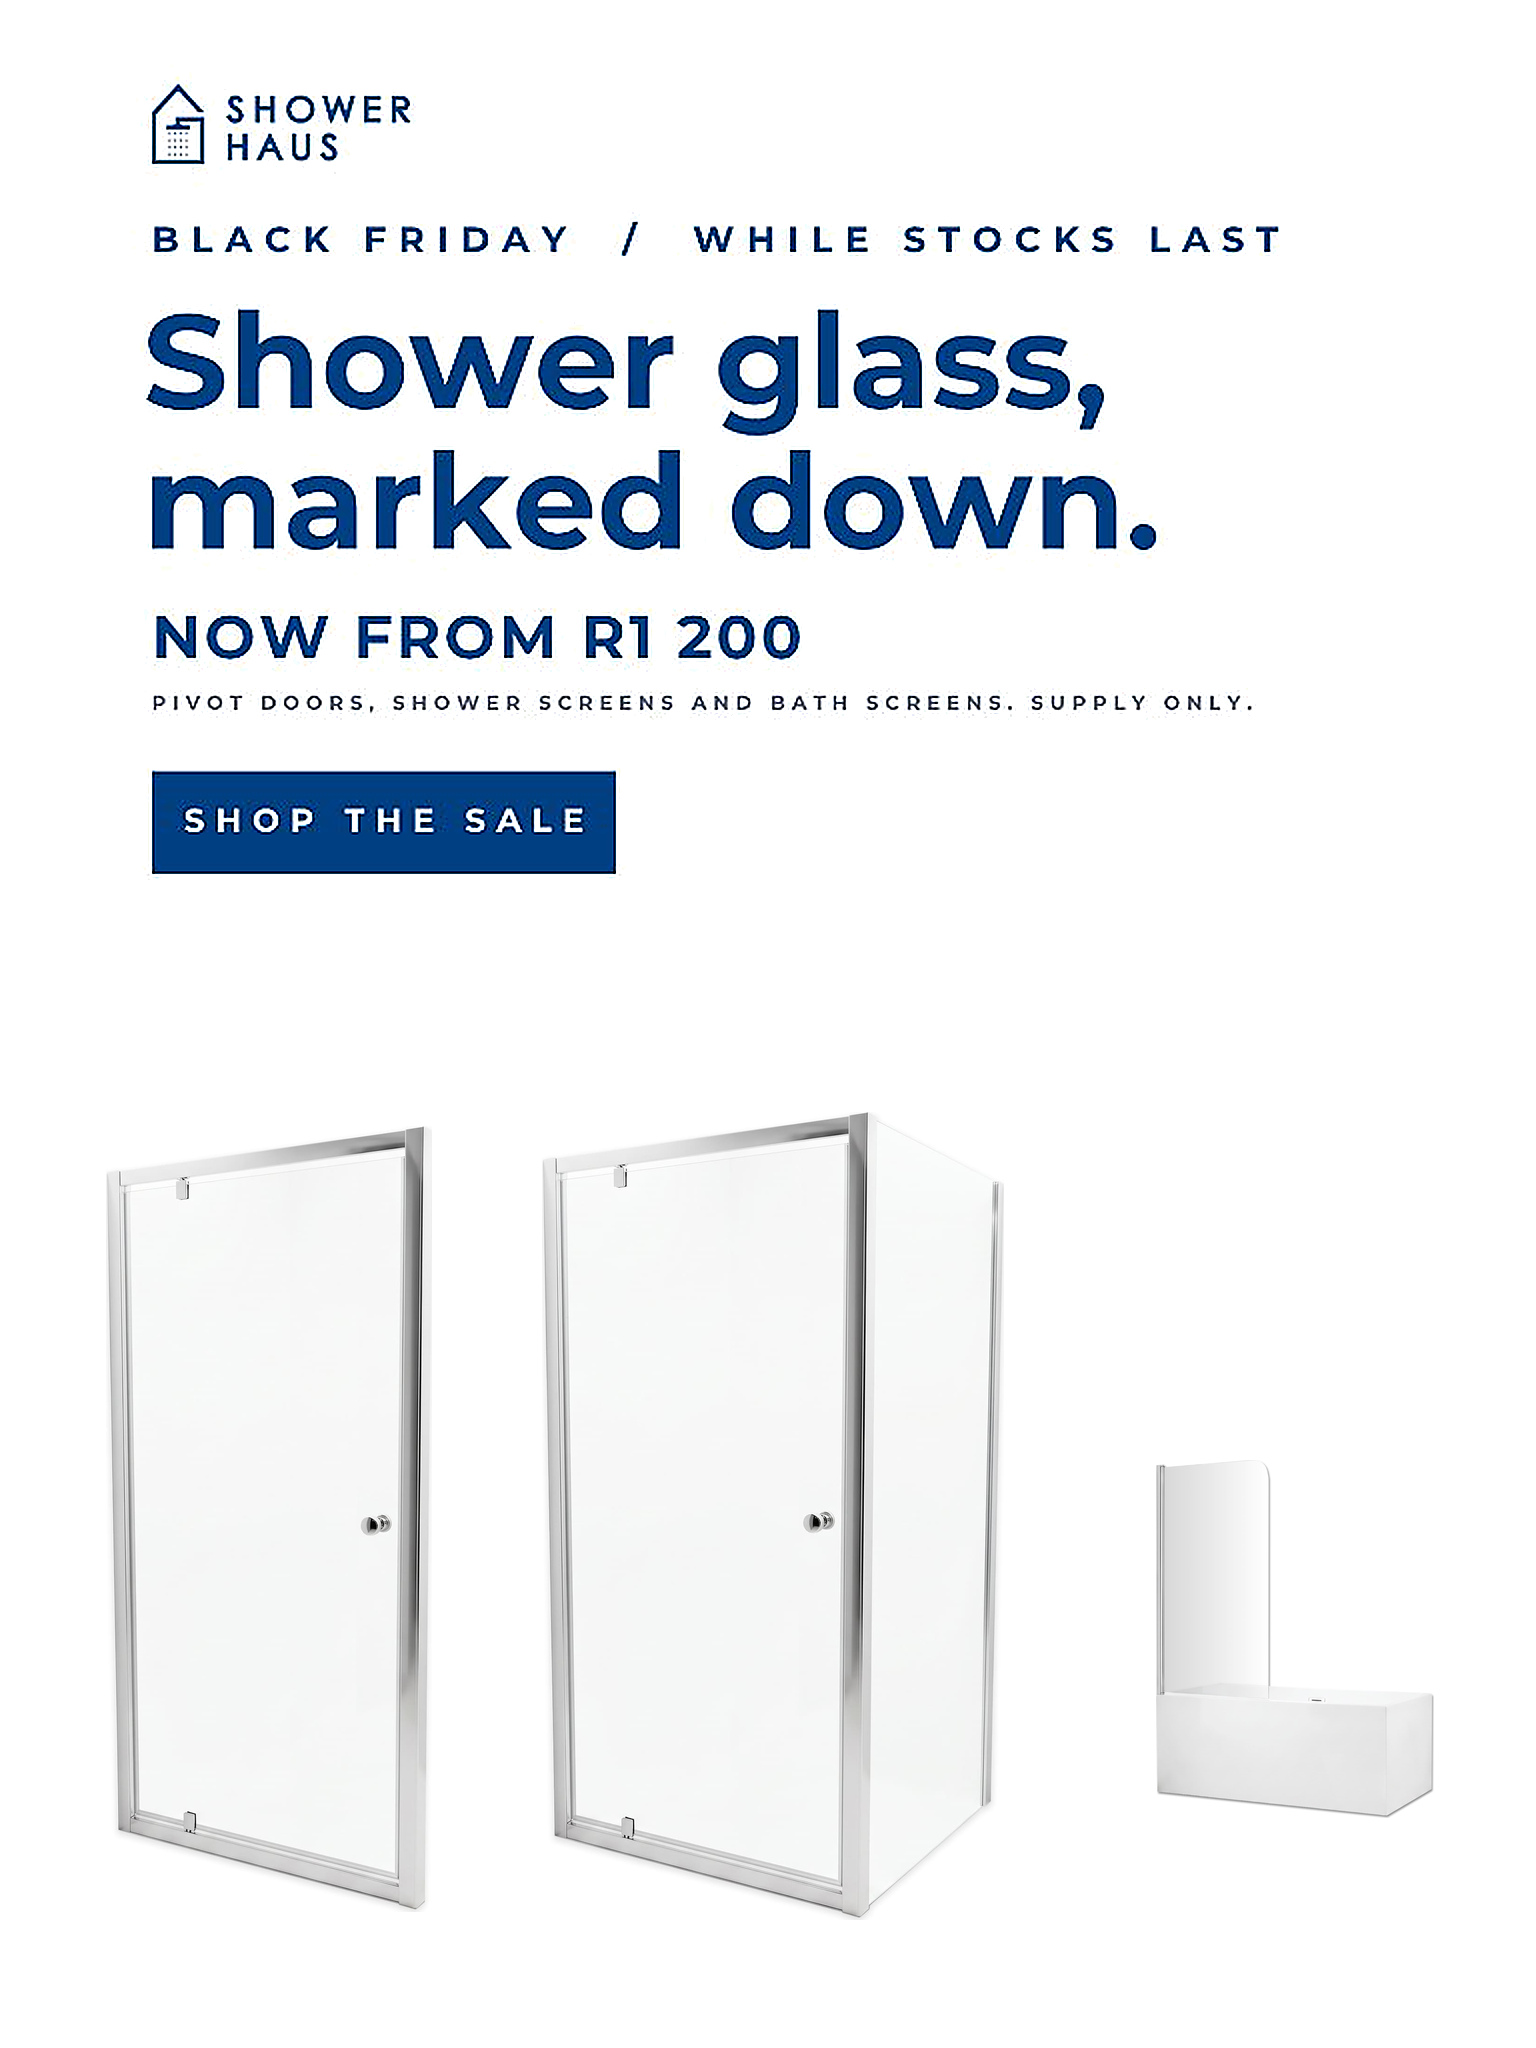 SHOWER
HAUS
BLACK FRIDAY / WHILE STOCKS LAST
Shower glass,
marked down.
NOW FROM R1 200
PIVOT DOORS, SHOWER SCREENS AND BATH SCREENS. SUPPLY ONLY.
SHOP THE SALE